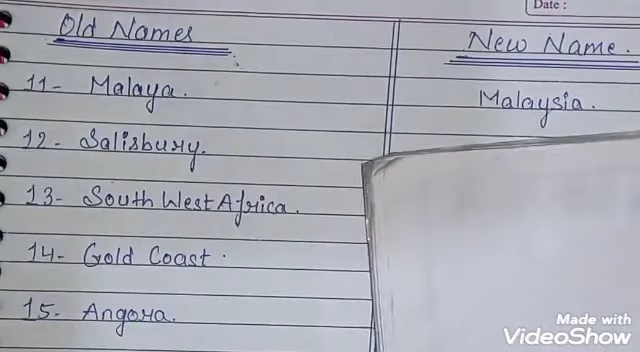 Date :
Old Names
New Name.
11- Malaya.
Malaysia.
12- Salisbury.
13- South West Africa.
14- Gold Coast.
15- Angora.
Made with
VideoShow